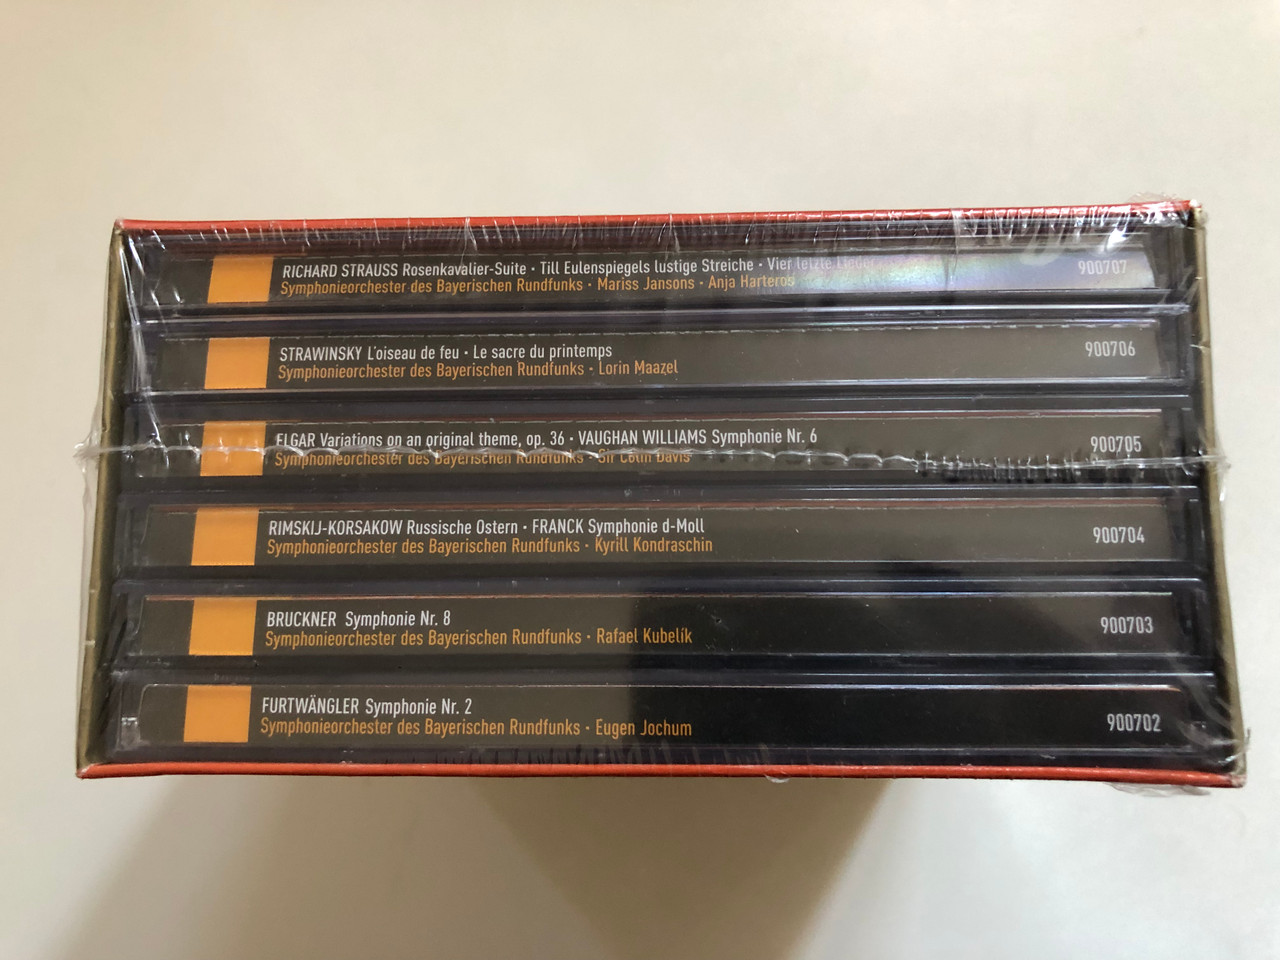 RICHARD STRAUSS Rosenkavalier-Suite · Till Eulenspiegels lustige Streiche · Vier letzte Lieder
Symphonieorchester des Bayerischen Rundfunks · Mariss Jansons · Anja Harteros
900707
STRAWINSKY L'oiseau de feu · Le sacre du printemps
Symphonieorchester des Bayerischen Rundfunks · Lorin Maazel
900706
ELGAR Variations on an original theme, op. 36 · VAUGHAN WILLIAMS Symphonie Nr. 6
Symphonieorchester des Bayerischen Rundfunks · Sir Colin Davis
900705
RIMSKIJ-KORSAKOW Russische Ostern · FRANCK Symphonie d-Moll
Symphonieorchester des Bayerischen Rundfunks · Kyrill Kondraschin
900704
BRUCKNER Symphonie Nr. 8
Symphonieorchester des Bayerischen Rundfunks · Rafael Kubelík
900703
FURTWÄNGLER Symphonie Nr. 2
Symphonieorchester des Bayerischen Rundfunks · Eugen Jochum
900702